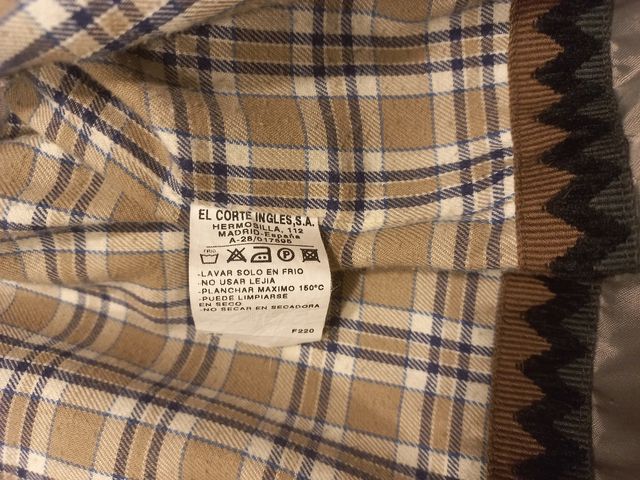 EL CORTE INGLES,S.A.
HERMOSILLA, 112
MADRID-España
A-28/017895
FRIO P
-LAVAR SOLO EN FRIO
-NO USAR LEJIA
-PLANCHAR MAXIMO 150°C
-PUEDE LIMPIARSE
EN SECO
-NO SECAR EN SECADORA
F220